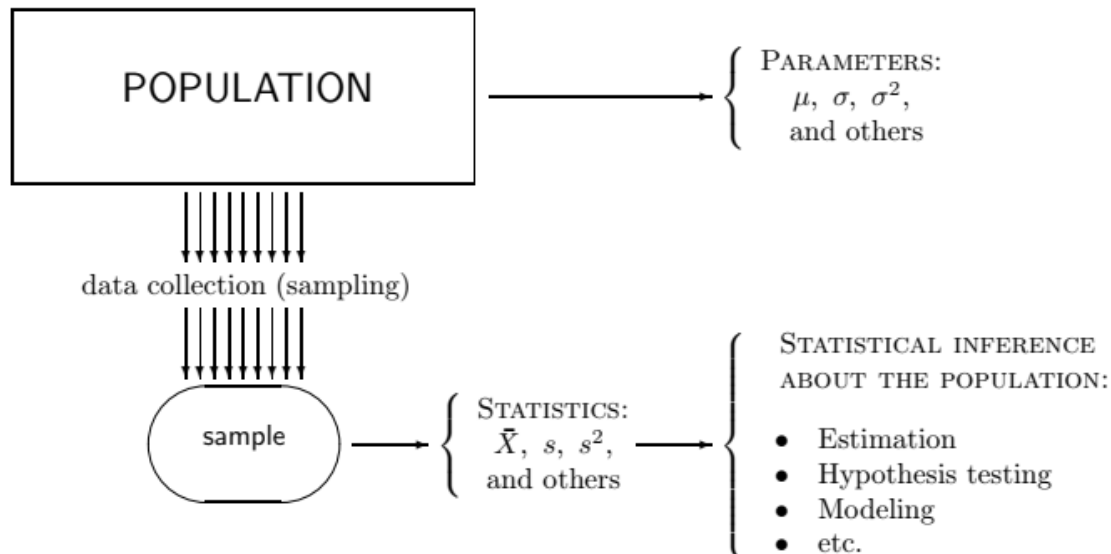 POPULATION
PARAMETERS:
μ, σ, σ²,
and others
data collection (sampling)
sample
STATISTICS:
X̄, s, s²,
and others
STATISTICAL INFERENCE
ABOUT THE POPULATION:
• Estimation
• Hypothesis testing
• Modeling
• etc.